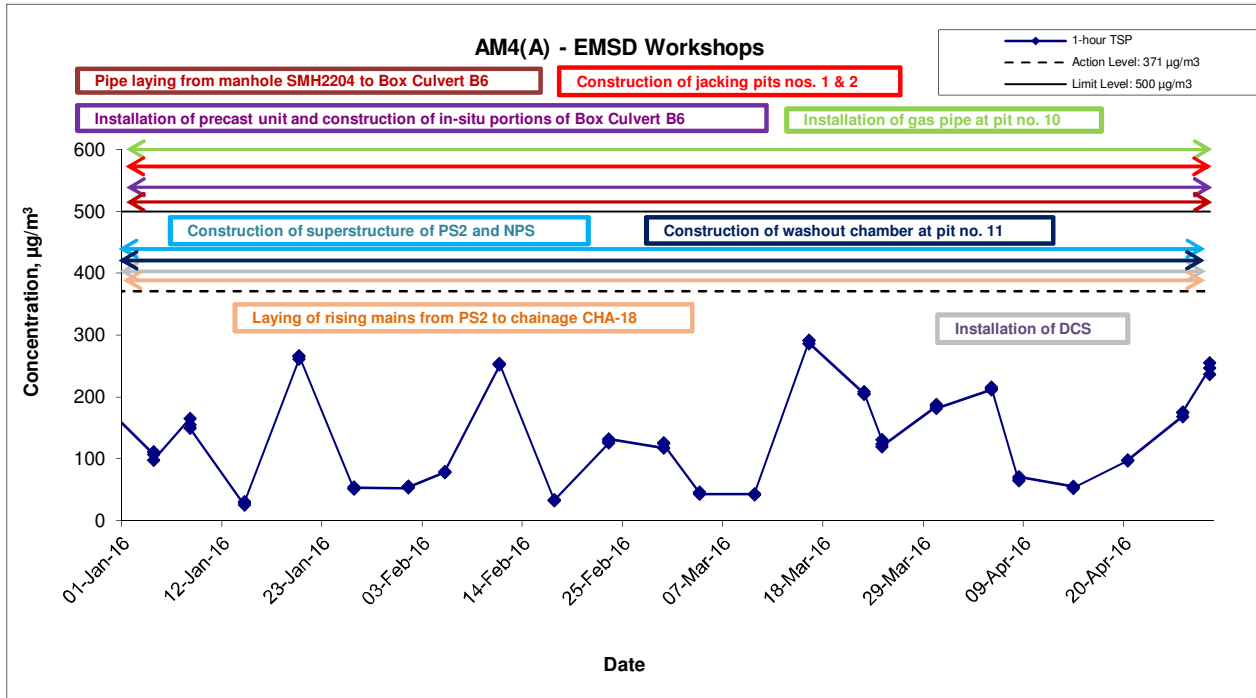 AM4(A) - EMSD Workshops
1-hour TSP
Action Level: 371 µg/m3
Limit Level: 500 µg/m3
Pipe laying from manhole SMH2204 to Box Culvert B6
Construction of jacking pits nos. 1 & 2
Installation of precast unit and construction of in-situ portions of Box Culvert B6
Installation of gas pipe at pit no. 10
Construction of superstructure of PS2 and NPS
Construction of washout chamber at pit no. 11
Laying of rising mains from PS2 to chainage CHA-18
Installation of DCS
Concentration, µg/m³
600
500
400
300
200
100
0
01-Jan-16
12-Jan-16
23-Jan-16
03-Feb-16
14-Feb-16
25-Feb-16
07-Mar-16
18-Mar-16
29-Mar-16
09-Apr-16
20-Apr-16
Date